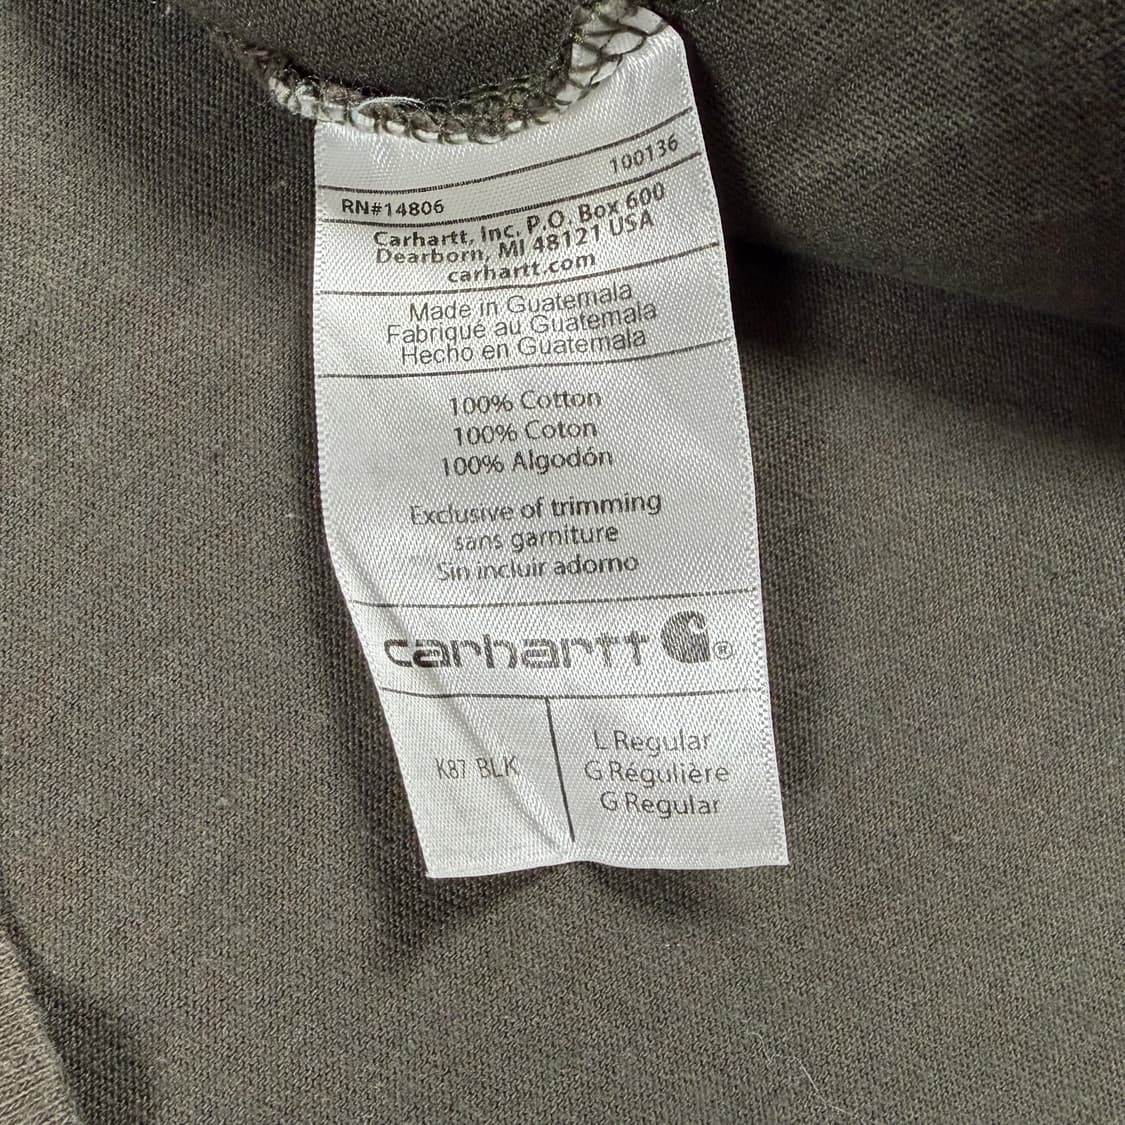 100136
RN#14806
Carhartt, Inc. P.O. Box 600
Dearborn, MI 48121 USA
carhartt.com
Made in Guatemala
Fabriqué au Guatemala
Hecho en Guatemala
100% Cotton
100% Coton
100% Algodón
Exclusive of trimming
sans garniture
Sin incluir adorno
carhartt ®
K87 BLK
L Regular
G Régulière
G Regular